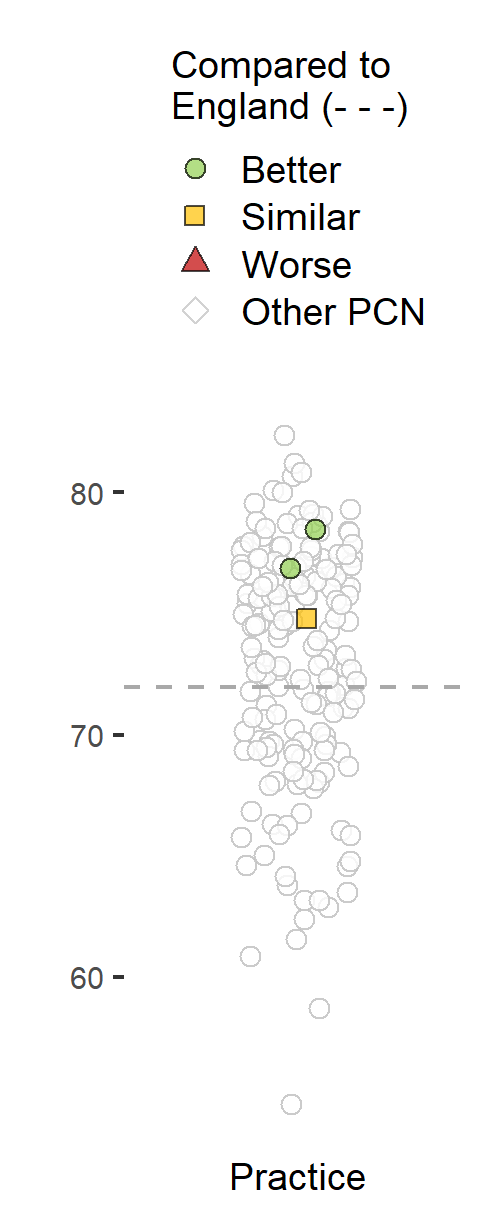 Compared to
England (- - -)
Better
Similar
Worse
Other PCN
80
70
60
Practice